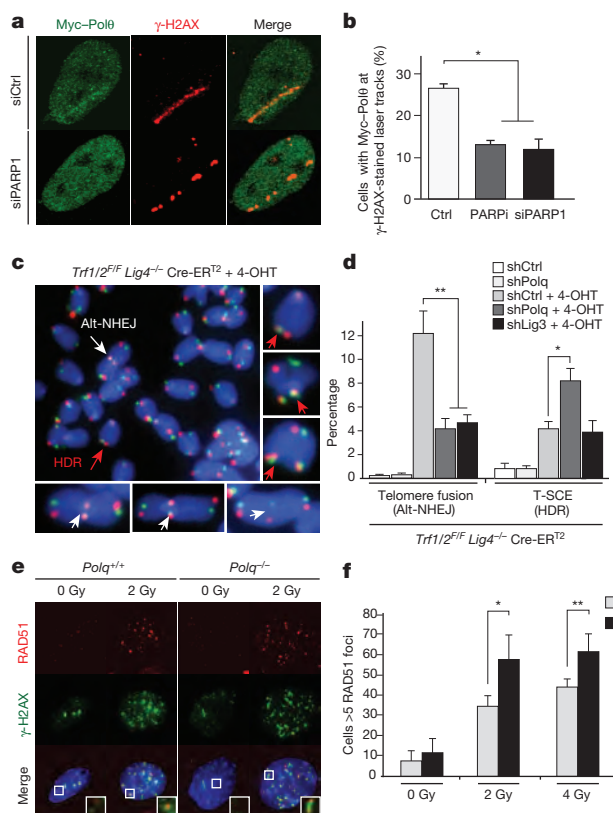 a
Myc–Polθ
γ-H2AX
Merge
siCtrl
siPARP1
b
Cells with Myc–Polθ at
γ-H2AX-stained laser tracks (%)
30
20
10
0
*
Ctrl
PARPi
siPARP1
c
Trf1/2F/F Lig4–/– Cre-ERT2 + 4-OHT
Alt-NHEJ
HDR
d
shCtrl
shPolq
shCtrl + 4-OHT
shPolq + 4-OHT
shLig3 + 4-OHT
Percentage
12
10
8
6
4
2
0
**
*
Telomere fusion
(Alt-NHEJ)
T-SCE
(HDR)
Trf1/2F/F Lig4–/– Cre-ERT2
e
Polq+/+
Polq–/–
0 Gy
2 Gy
0 Gy
2 Gy
RAD51
γ-H2AX
Merge
f
Cells >5 RAD51 foci
80
70
60
50
40
30
20
10
0
*
**
0 Gy
2 Gy
4 Gy